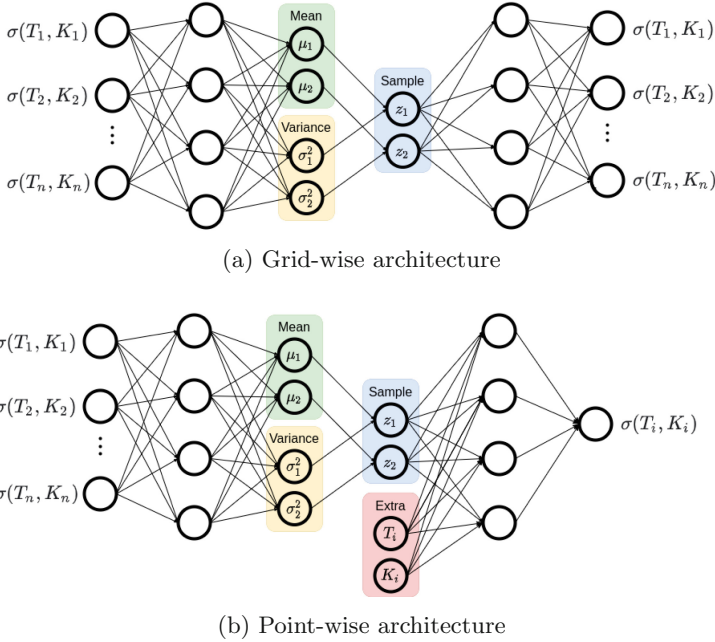 Mean
σ(T₁, K₁)
μ₁
σ(T₁, K₁)
μ₂
Sample
σ(T₂, K₂)
z₁
σ(T₂, K₂)
Variance
⋮
σ₁²
z₂
⋮
σ(Tₙ, Kₙ)
σ₂²
σ(Tₙ, Kₙ)
(a) Grid-wise architecture
Mean
σ(T₁, K₁)
μ₁
μ₂
Sample
σ(T₂, K₂)
z₁
σ(Tᵢ, Kᵢ)
Variance
⋮
σ₁²
z₂
σ(Tₙ, Kₙ)
σ₂²
Extra
Tᵢ
Kᵢ
(b) Point-wise architecture